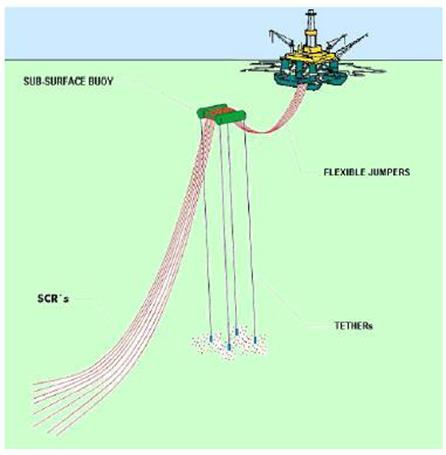 SUB-SURFACE BUOY
FLEXIBLE JUMPERS
SCR´s
TETHERs